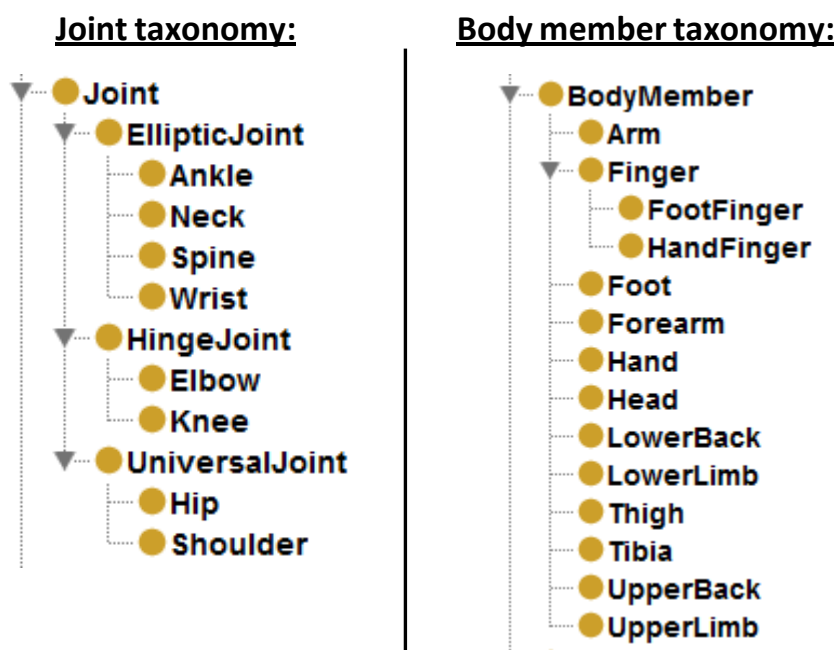 Joint taxonomy:
Joint
EllipticJoint
Ankle
Neck
Spine
Wrist
HingeJoint
Elbow
Knee
UniversalJoint
Hip
Shoulder
Body member taxonomy:
BodyMember
Arm
Finger
FootFinger
HandFinger
Foot
Forearm
Hand
Head
LowerBack
LowerLimb
Thigh
Tibia
UpperBack
UpperLimb